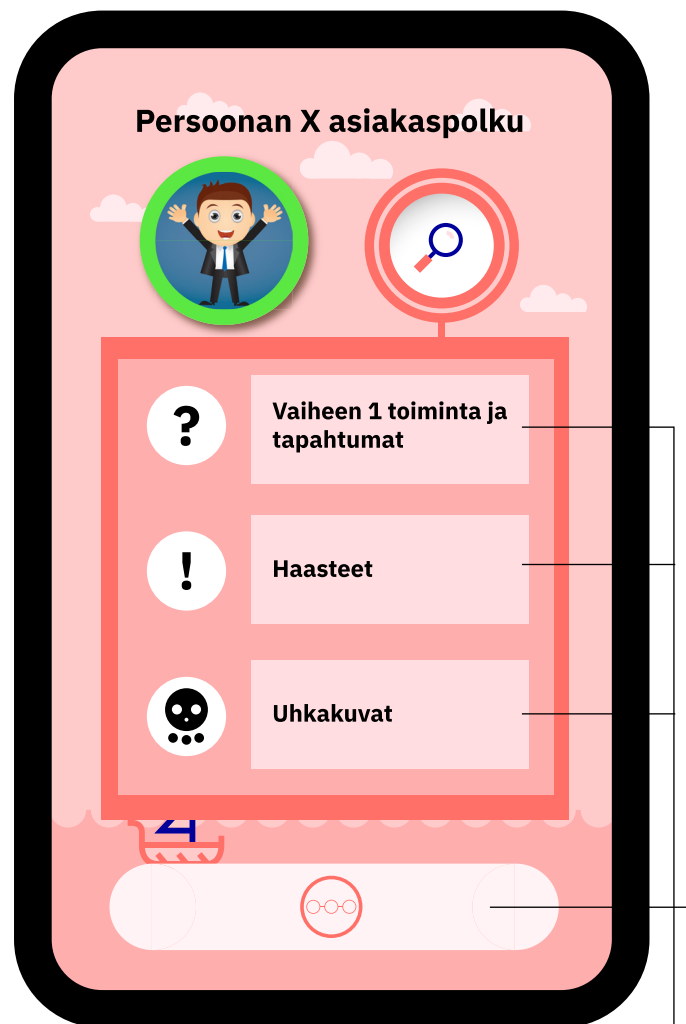 Persoonan X asiakaspolku
?
Vaiheen 1 toiminta ja
tapahtumat
!
Haasteet
Uhkakuvat